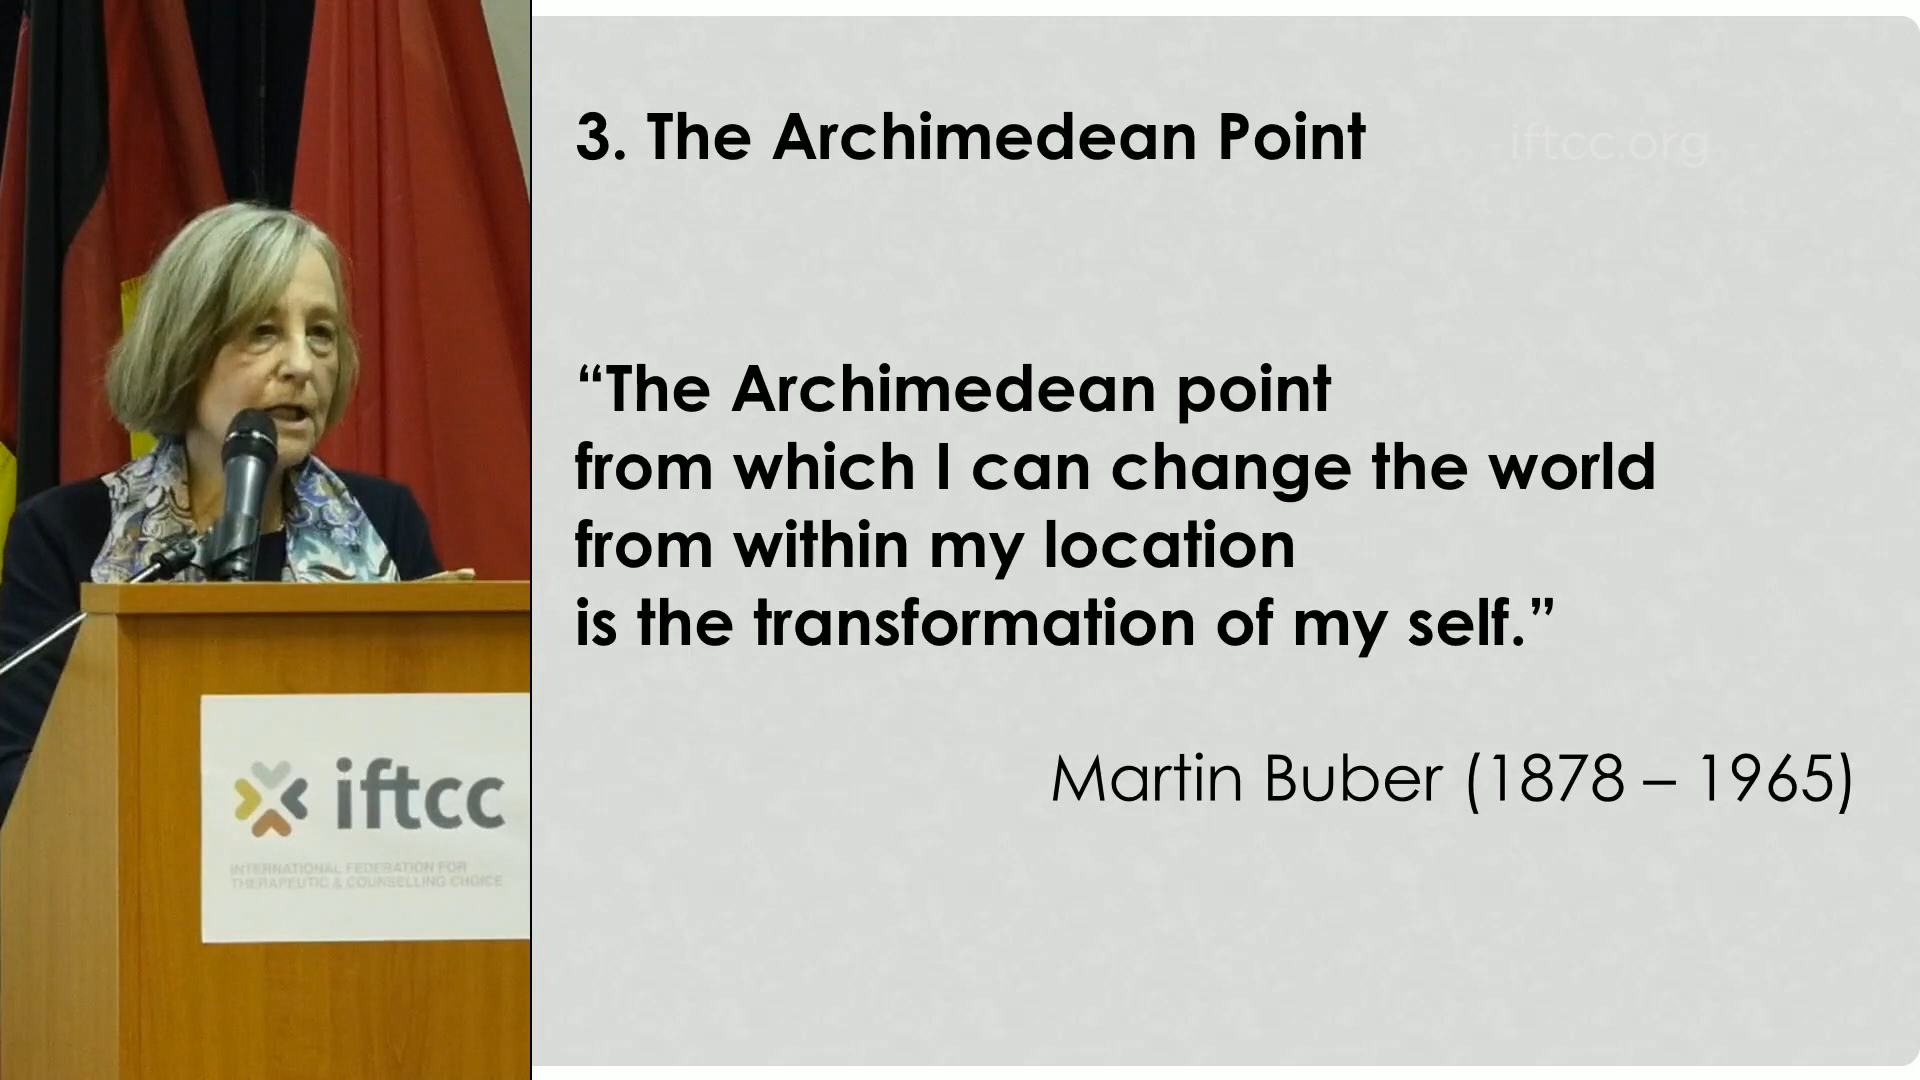 3. The Archimedean Point
iftcc.org
“The Archimedean point
from which I can change the world
from within my location
is the transformation of my self.”
Martin Buber (1878 – 1965)
iftcc
INTERNATIONAL FEDERATION FOR
THERAPEUTIC & COUNSELLING CHOICE